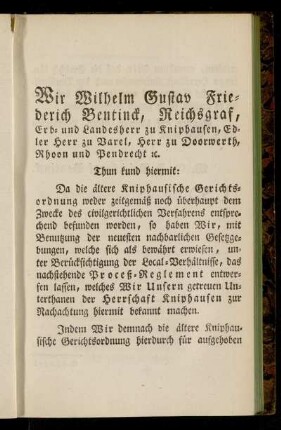 Wir Wilhelm Gustav Frie-
derich Bentinck, Reichsgraf,
Erb- und Landesherr zu Kniphausen, Ed-
ler Herr zu Varel, Herr zu Doorwerth,
Rhoon und Pendrecht ꝛc.
Thun kund hiermit:
Da die ältere Kniphausische Gerichts-
ordnung weder zeitgemäß noch überhaupt dem
Zwecke des civilgerichtlichen Verfahrens entspre-
chend befunden worden, so haben Wir, mit
Benutzung der neuesten nachbarlichen Gesetzge-
bungen, welche sich als bewährt erwiesen, un-
ter Berücksichtigung der Local-Verhältnisse, das
nachstehende Proceß-Reglement entwer-
fen lassen, welches Wir Unsern getreuen Un-
terthanen der Herrschaft Kniphausen zur
Nachachtung hiermit bekannt machen.
Indem Wir demnach die ältere Kniphau-
sische Gerichtsordnung hierdurch für aufgehoben